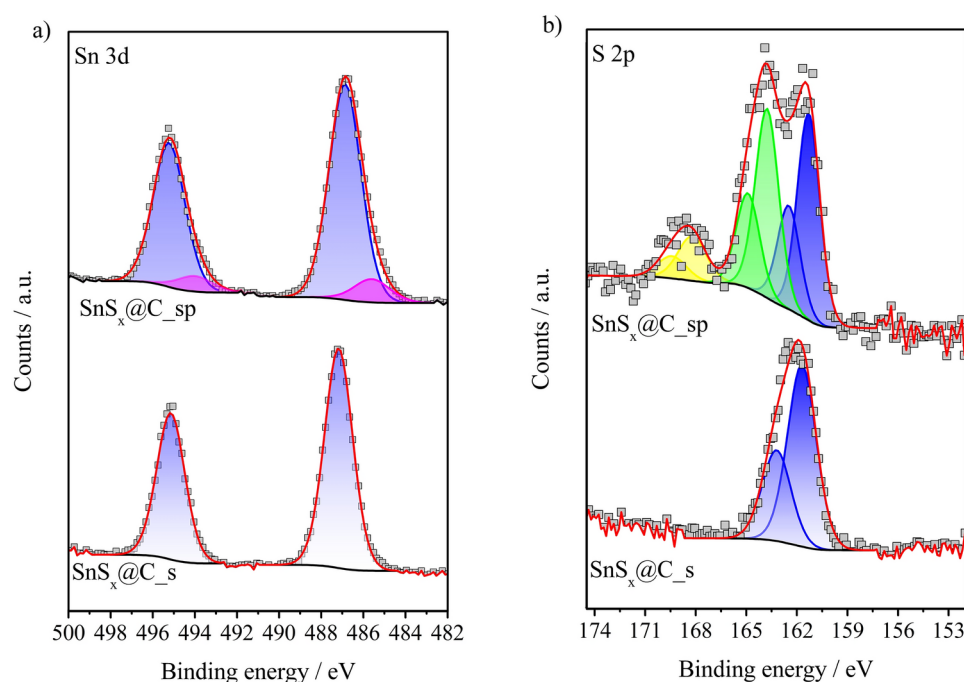 a)
Sn 3d
SnSₓ@C_sp
SnSₓ@C_s
Counts / a.u.
500 498 496 494 492 490 488 486 484 482
Binding energy / eV
b)
S 2p
SnSₓ@C_sp
SnSₓ@C_s
Counts / a.u.
174 171 168 165 162 159 156 153
Binding energy / eV